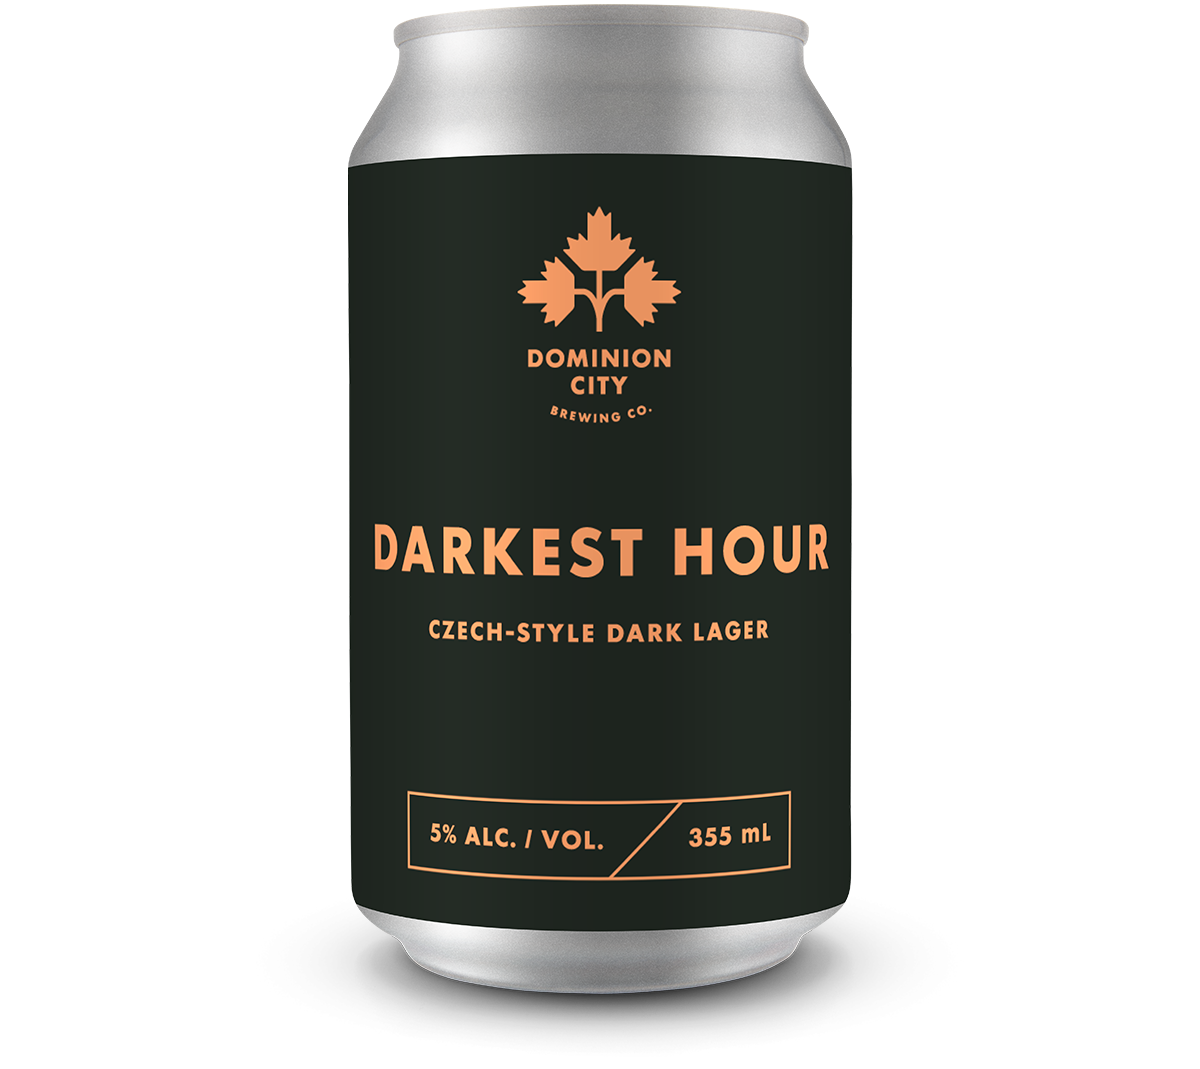 DOMINION
CITY
BREWING CO.
DARKEST HOUR
CZECH-STYLE DARK LAGER
5% ALC. / VOL.
355 mL